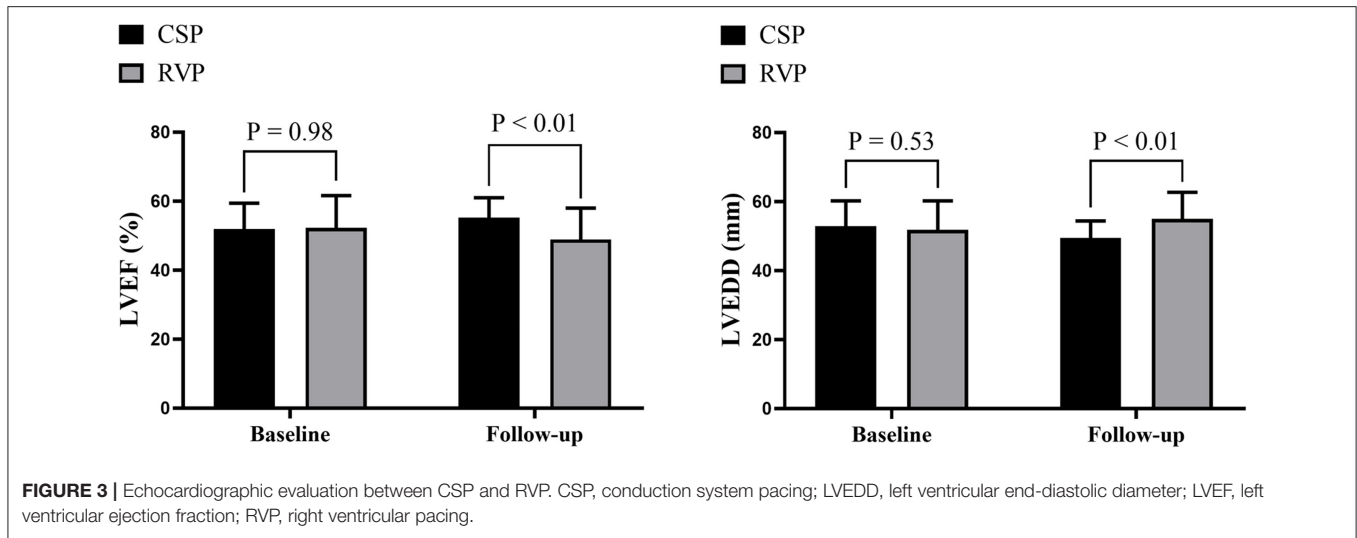 CSP
RVP
P = 0.98
P < 0.01
80
60
40
20
0
LVEF (%)
Baseline
Follow-up
CSP
RVP
P = 0.53
P < 0.01
80
60
40
20
0
LVEDD (mm)
Baseline
Follow-up
FIGURE 3 | Echocardiographic evaluation between CSP and RVP. CSP, conduction system pacing; LVEDD, left ventricular end-diastolic diameter; LVEF, left
ventricular ejection fraction; RVP, right ventricular pacing.